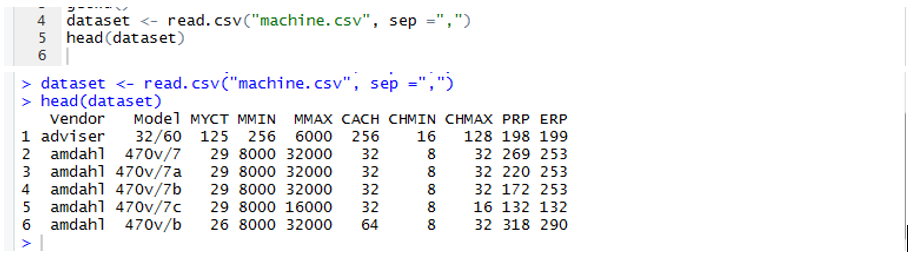 4 dataset <- read.csv("machine.csv", sep =",")
5 head(dataset)
6
> dataset <- read.csv("machine.csv", sep =",")
> head(dataset)
Vendor Model MYCT MMIN MMAX CACH CHMIN CHMAX PRP ERP
1 adviser 32/60 125 256 6000 256 16 128 198 199
2 amdahl 470v/7 29 8000 32000 32 8 32 269 253
3 amdahl 470v/7a 29 8000 32000 32 8 32 220 253
4 amdahl 470v/7b 29 8000 32000 32 8 32 172 253
5 amdahl 470v/7c 29 8000 16000 32 8 16 132 132
6 amdahl 470v/b 26 8000 32000 64 8 32 318 290
>